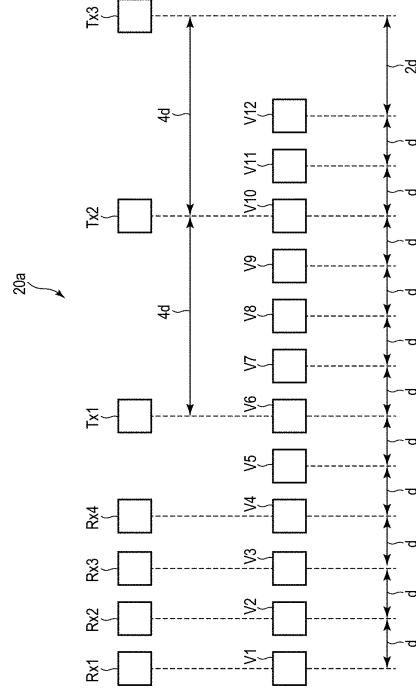 20a
Rx1 Rx2 Rx3 Rx4 Tx1 Tx2 Tx3
4d 4d
V1 V2 V3 V4 V5 V6 V7 V8 V9 V10 V11 V12
d d d d d d d d d d d 2d